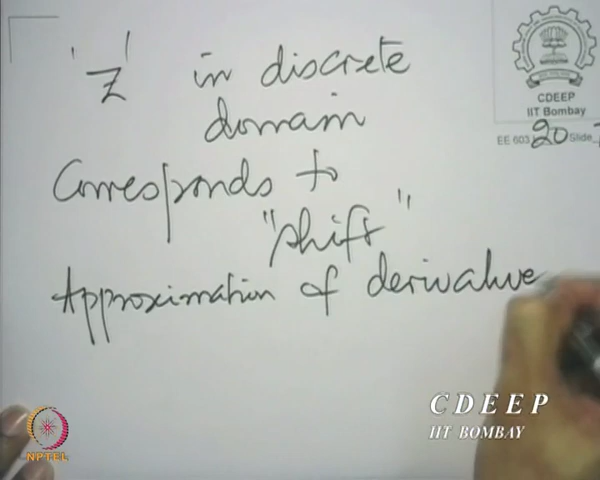 'Z' in discrete
domain
Corresponds to
"shift"
Approximation of derivative
CDEEP
IIT Bombay
EE 603 20 Slide
CDEEP
IIT BOMBAY
NPTEL